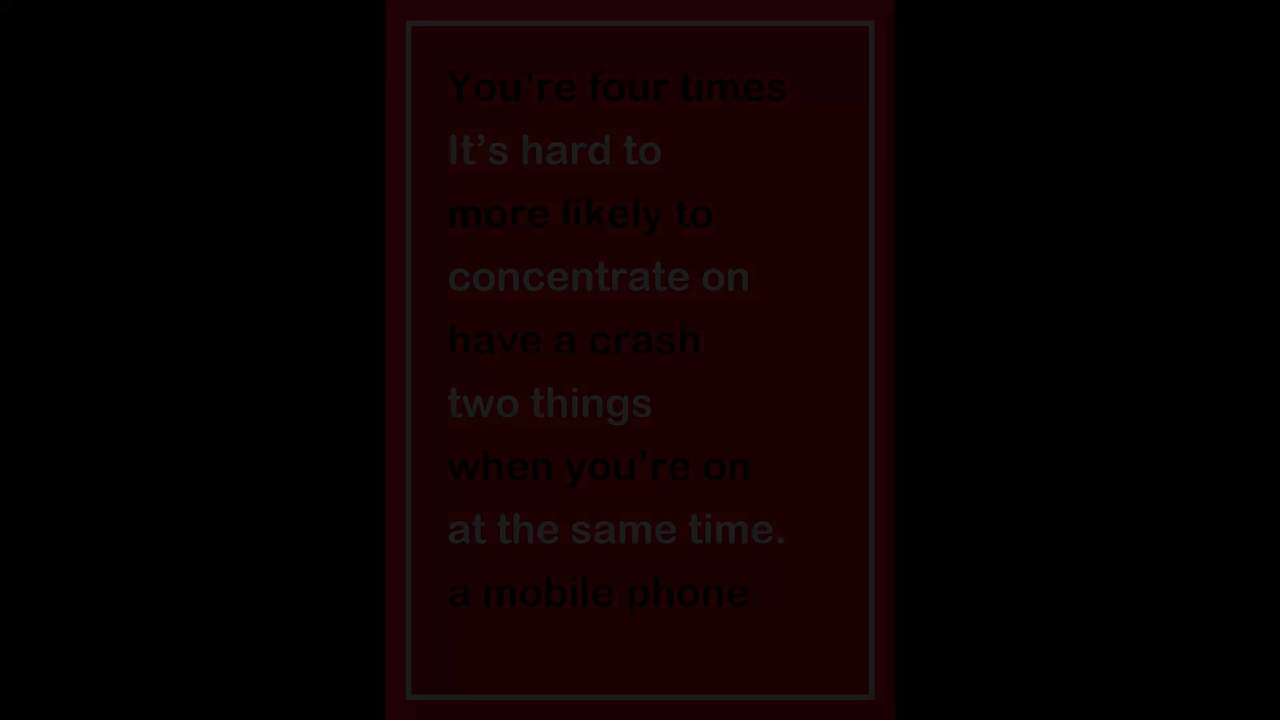 You're four times
It’s hard to
more likely to
concentrate on
have a crash
two things
when you're on
at the same time.
a mobile phone.